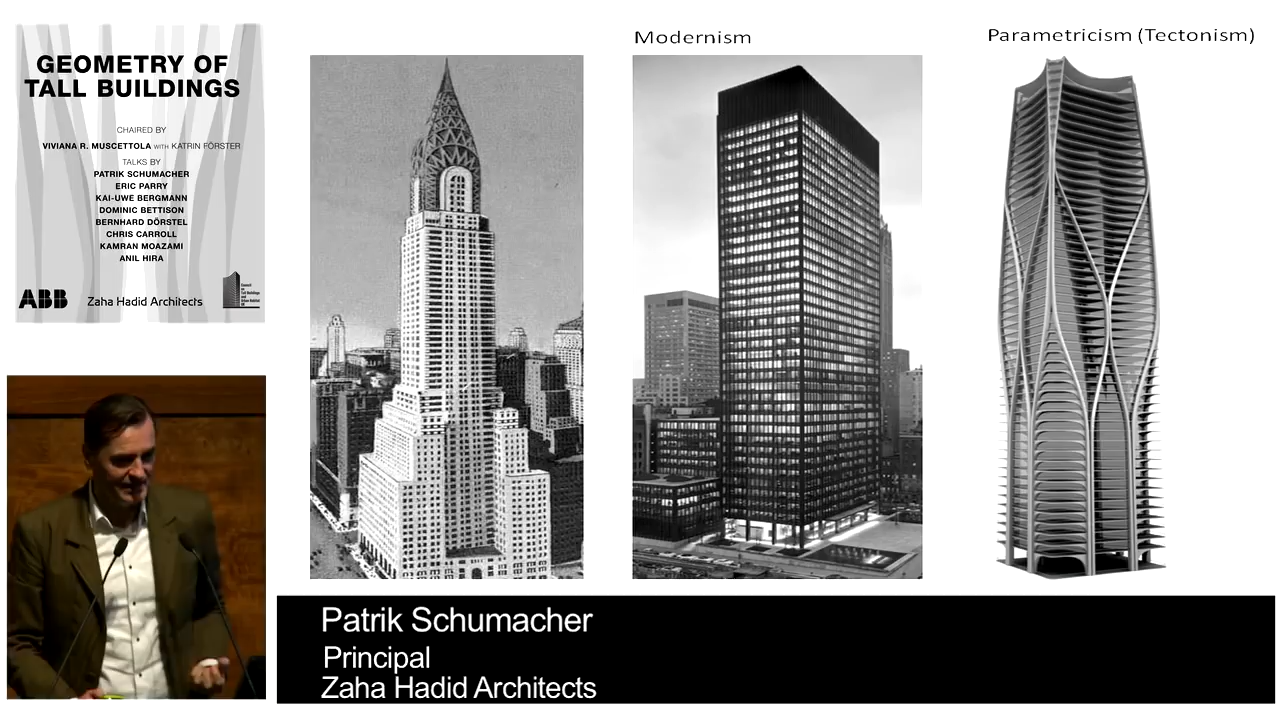 GEOMETRY OF
TALL BUILDINGS
CHAIRED BY
VIVIANA R. MUSCETTOLA WITH KATRIN FÖRSTER
TALKS BY
PATRIK SCHUMACHER
ERIC PARRY
KAI-UWE BERGMANN
DOMINIC BETTISON
BERNHARD DÖRSTEL
CHRIS CARROLL
KAMRAN MOAZAMI
ANIL HIRA
ABB
Zaha Hadid Architects
Modernism
Parametricism (Tectonism)
Patrik Schumacher
Principal
Zaha Hadid Architects